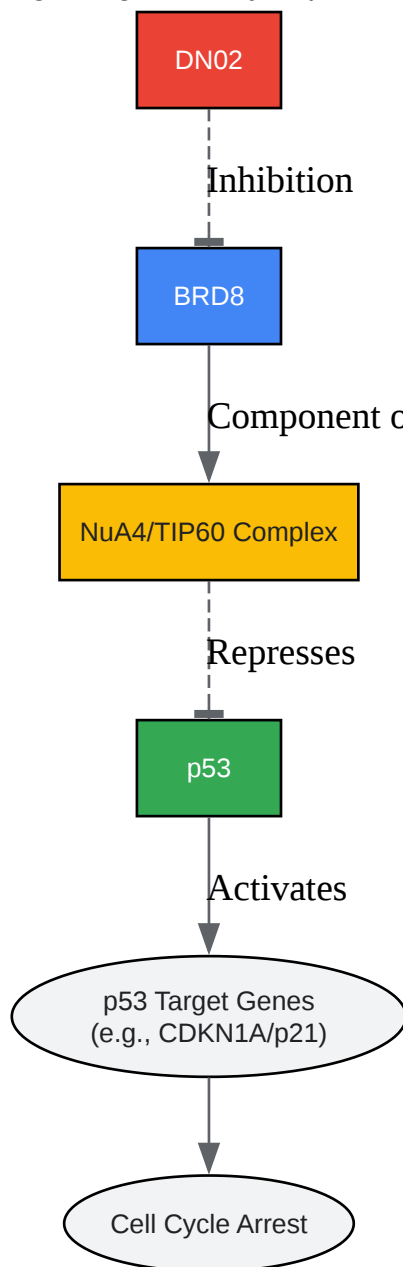 DN02
Inhibition
BRD8
Component o
NuA4/TIP60 Complex
Represses
p53
Activates
p53 Target Genes
(e.g., CDKN1A/p21)
Cell Cycle Arrest